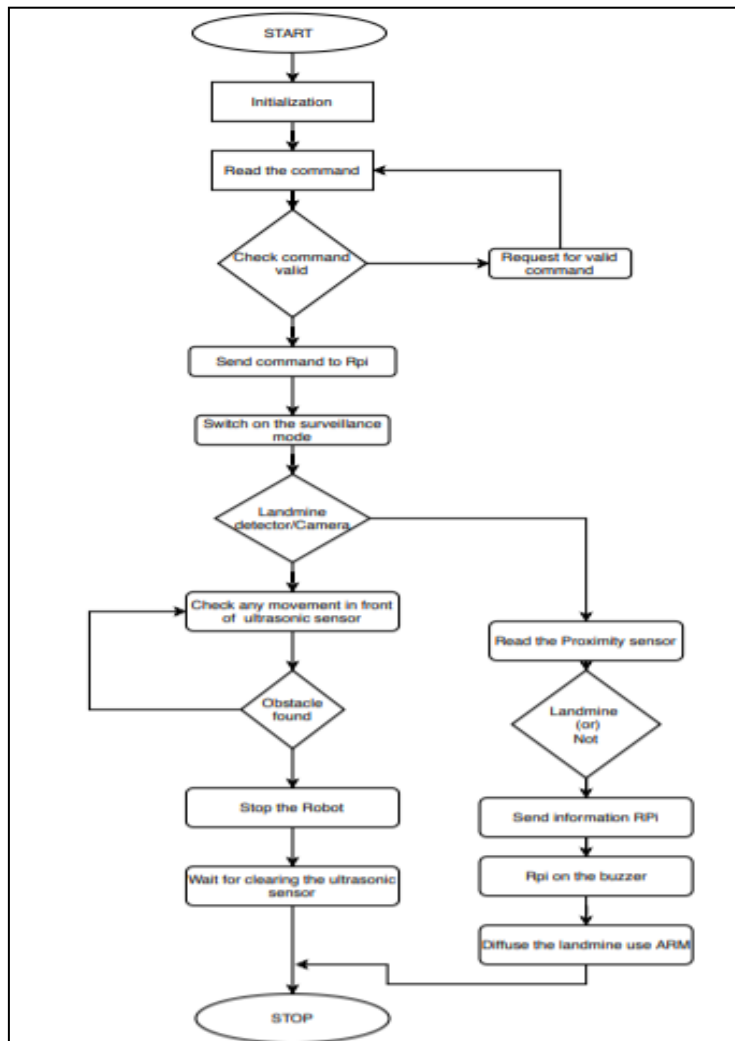 START
Initialization
Read the command
Check command
valid
Request for valid
command
Send command to Rpi
Switch on the surveillance
mode
Landmine
detector/Camera
Check any movement in front
of ultrasonic sensor
Obstacle
found
Stop the Robot
Wait for clearing the ultrasonic
sensor
Read the Proximity sensor
Landmine
(or)
Not
Send information RPi
Rpi on the buzzer
Diffuse the landmine use ARM
STOP